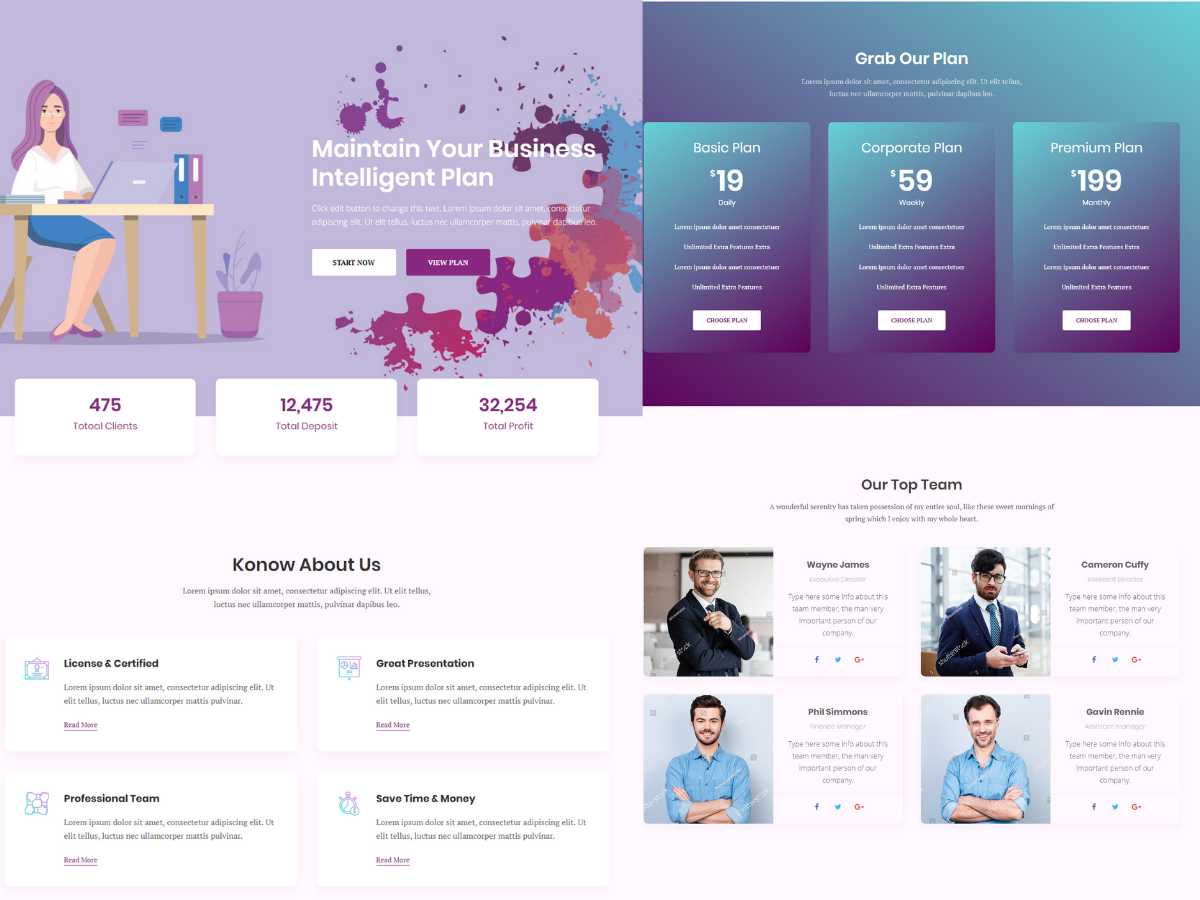 Maintain Your Business
Intelligent Plan
Click edit button to change this text. Lorem ipsum dolor sit amet, consectetur
adipiscing elit. Ut elit tellus, luctus nec ullamcorper mattis, pulvinar dapibus leo.
START NOW
VIEW PLAN
475
Totoal Clients
12,475
Total Deposit
32,254
Total Profit
Konow About Us
Lorem ipsum dolor sit amet, consectetur adipiscing elit. Ut elit tellus,
luctus nec ullamcorper mattis, pulvinar dapibus leo.
License & Certified
Lorem ipsum dolor sit amet, consectetur adipiscing elit. Ut
elit tellus, luctus nec ullamcorper mattis pulvinar.
Read More
Great Presentation
Lorem ipsum dolor sit amet, consectetur adipiscing elit. Ut
elit tellus, luctus nec ullamcorper mattis pulvinar.
Read More
Professional Team
Lorem ipsum dolor sit amet, consectetur adipiscing elit. Ut
elit tellus, luctus nec ullamcorper mattis pulvinar.
Read More
Save Time & Money
Lorem ipsum dolor sit amet, consectetur adipiscing elit. Ut
elit tellus, luctus nec ullamcorper mattis pulvinar.
Read More
Grab Our Plan
Lorem ipsum dolor sit amet, consectetur adipiscing elit. Ut elit tellus,
luctus nec ullamcorper mattis, pulvinar dapibus leo.
Basic Plan
$19
Daily
Lorem ipsum dolor amet consectetuer
Unlimited Extra Features Extra
Lorem ipsum dolor amet consectetuer
Unlimited Extra Features
CHOOSE PLAN
Corporate Plan
$59
Weekly
Lorem ipsum dolor amet consectetuer
Unlimited Extra Features Extra
Lorem ipsum dolor amet consectetuer
Unlimited Extra Features
CHOOSE PLAN
Premium Plan
$199
Monthly
Lorem ipsum dolor amet consectetuer
Unlimited Extra Features Extra
Lorem ipsum dolor amet consectetuer
Unlimited Extra Features
CHOOSE PLAN
Our Top Team
A wonderful serenity has taken possession of my entire soul, like these sweet mornings of
spring which I enjoy with my whole heart.
shutterstock
Wayne James
Executive Director
Type here some info about this
team member, the man very
important person of our
company.
f
G+
shutterstock
Cameron Cuffy
Assistant Director
Type here some info about this
team member, the man very
important person of our
company.
f
G+
Phil Simmons
Finance Manager
Type here some info about this
team member, the man very
important person of our
company.
f
G+
Gavin Rennie
Assistant manager
Type here some info about this
team member, the man very
important person of our
company.
f
G+